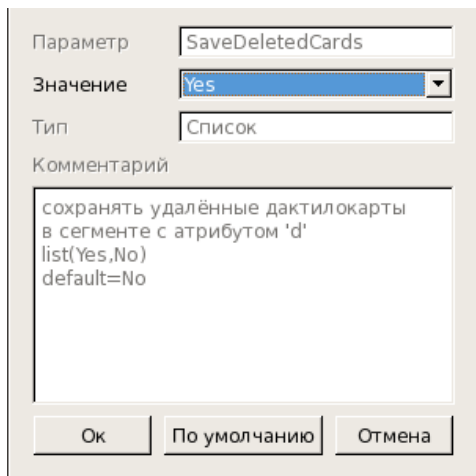 Параметр SaveDeletedCards
Значение Yes
Тип Список
Комментарий
сохранять удалённые дактилокарты
в сегменте с атрибутом 'd'
list(Yes,No)
default=No
Ок По умолчанию Отмена